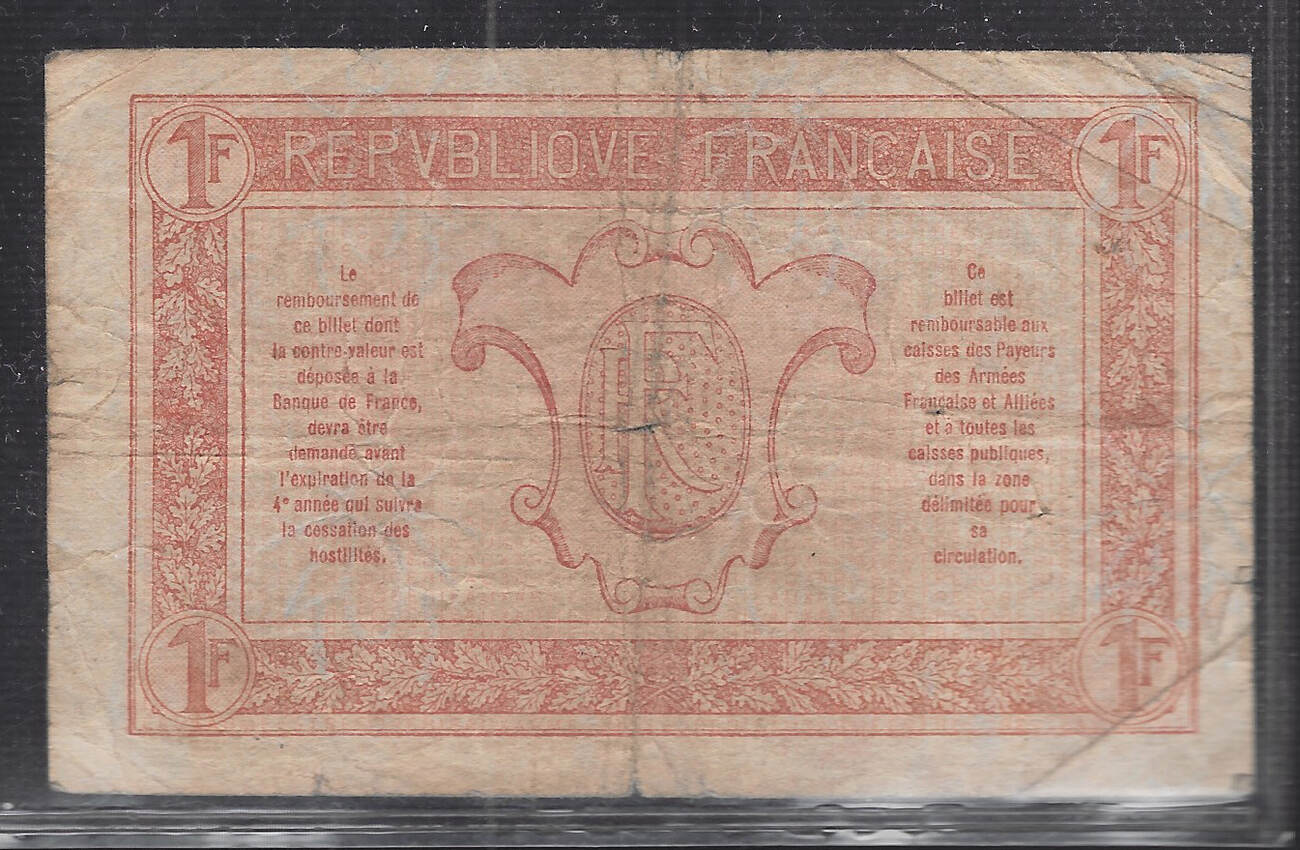 1F RÉPVBLIQVE FRANÇAISE 1F
Le
remboursement de
ce billet dont
la contre-valeur est
déposée à la
Banque de France,
devra être
demandé avant
l'expiration de la
4e année qui suivra
la cessation des
hostilités.
RF
Ce
billet est
remboursable aux
caisses des Payeurs
des Armées
Française et Alliées
et à toutes les
caisses publiques,
dans la zone
délimitée pour
sa
circulation.
1F 1F